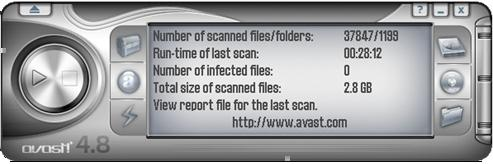 Number of scanned files/folders: 37847/1199
Run-time of last scan: 00:28:12
Number of infected files: 0
Total size of scanned files: 2.8 GB
View report file for the last scan.
http://www.avast.com
avast! 4.8